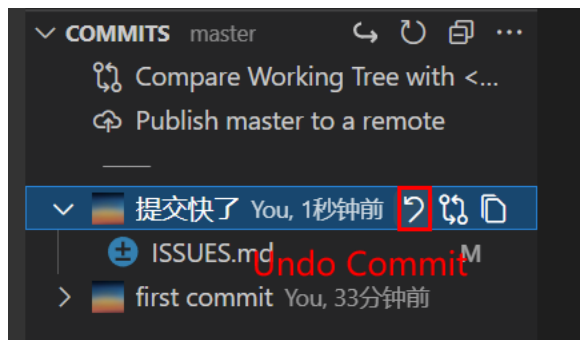 COMMITS master
Compare Working Tree with <...
Publish master to a remote
提交快了 You, 1秒钟前
ISSUES.md M
Undo Commit
first commit You, 33分钟前